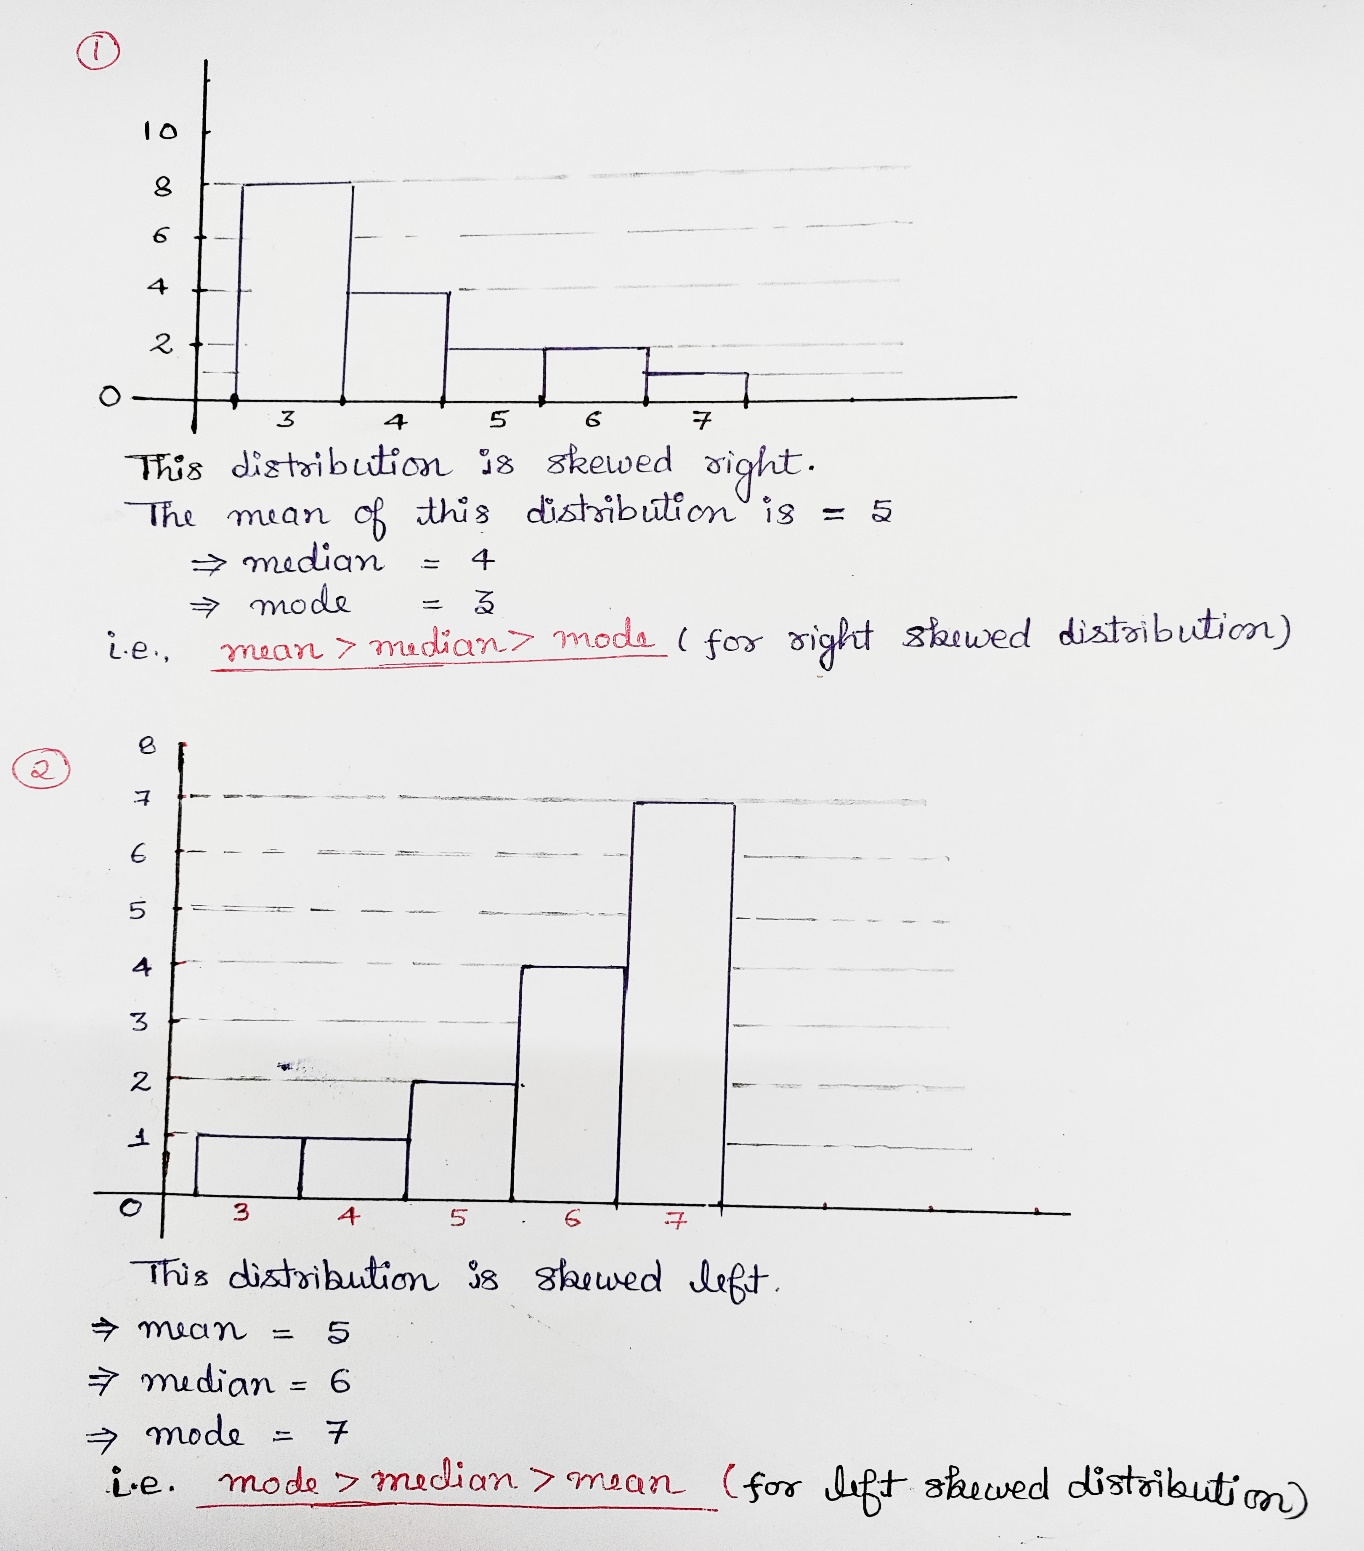 1
10
8
6
4
2
0
3 4 5 6 7
This distribution is skewed right.
The mean of this distribution is = 5
⇒ median = 4
⇒ mode = 3
i.e., mean > median > mode (for right skewed distribution)
2
8
7
6
5
4
3
2
1
0
3 4 5 6 7
This distribution is skewed left.
⇒ mean = 5
⇒ median = 6
⇒ mode = 7
i.e. mode > median > mean (for left skewed distribution)